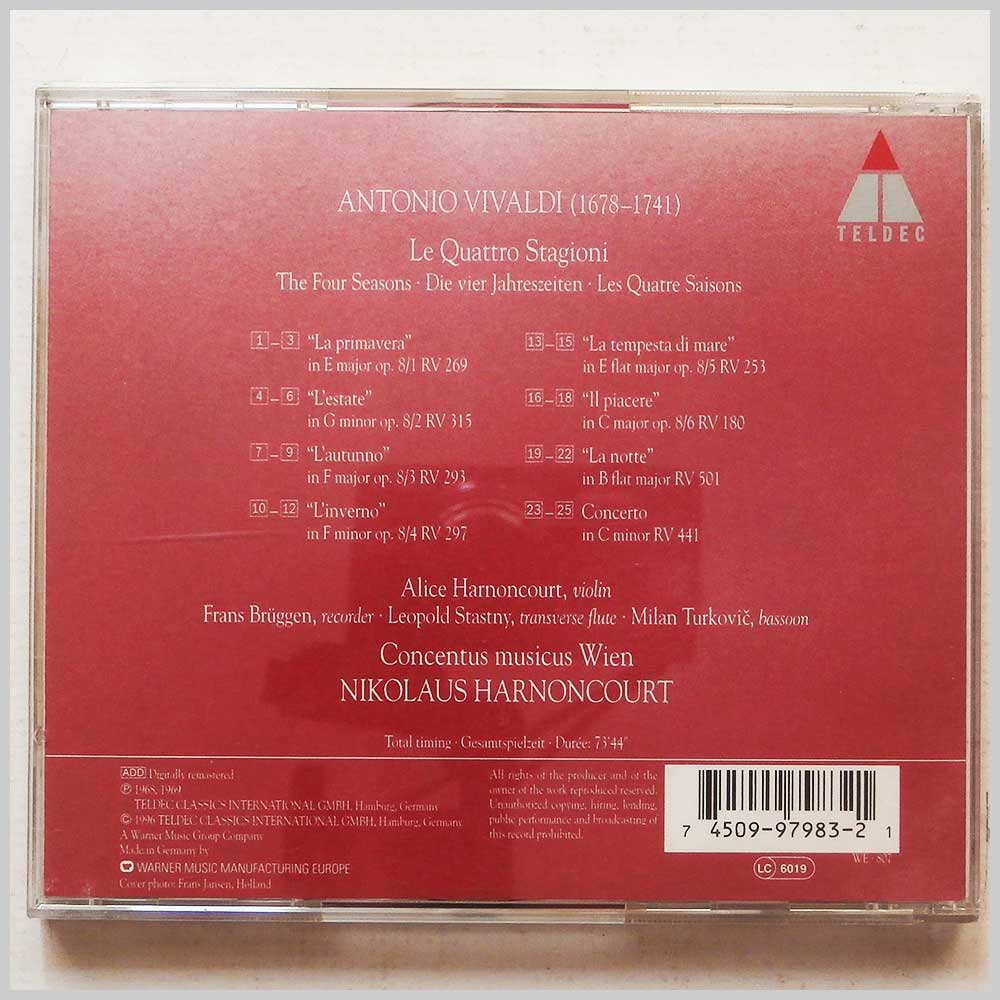 TELDEC
ANTONIO VIVALDI (1678–1741)
Le Quattro Stagioni
The Four Seasons · Die vier Jahreszeiten · Les Quatre Saisons
1 – 3 "La primavera"
in E major op. 8/1 RV 269
4 – 6 "L'estate"
in G minor op. 8/2 RV 315
7 – 9 "L'autunno"
in F major op. 8/3 RV 293
10 – 12 "L'inverno"
in F minor op. 8/4 RV 297
13 – 15 "La tempesta di mare"
in E flat major op. 8/5 RV 253
16 – 18 "Il piacere"
in C major op. 8/6 RV 180
19 – 22 "La notte"
in B flat major RV 501
23 – 25 Concerto
in C minor RV 441
Alice Harnoncourt, violin
Frans Brüggen, recorder · Leopold Stastny, transverse flute · Milan Turkovič, bassoon
Concentus musicus Wien
NIKOLAUS HARNONCOURT
Total timing · Gesamtspielzeit · Durée: 73'44"
ADD Digitally remastered
℗ 1968, 1969
TELDEC CLASSICS INTERNATIONAL GMBH, Hamburg, Germany
© 1996 TELDEC CLASSICS INTERNATIONAL GMBH, Hamburg, Germany
A Warner Music Group Company
Made in Germany by
WARNER MUSIC MANUFACTURING EUROPE
Cover photo: Frans Jansen, Holland
All rights of the producer and of the
owner of the work reproduced reserved.
Unauthorized copying, hiring, lending,
public performance and broadcasting of
this record prohibited.
7 45099-7983-2 1
WE 807
LC 6019